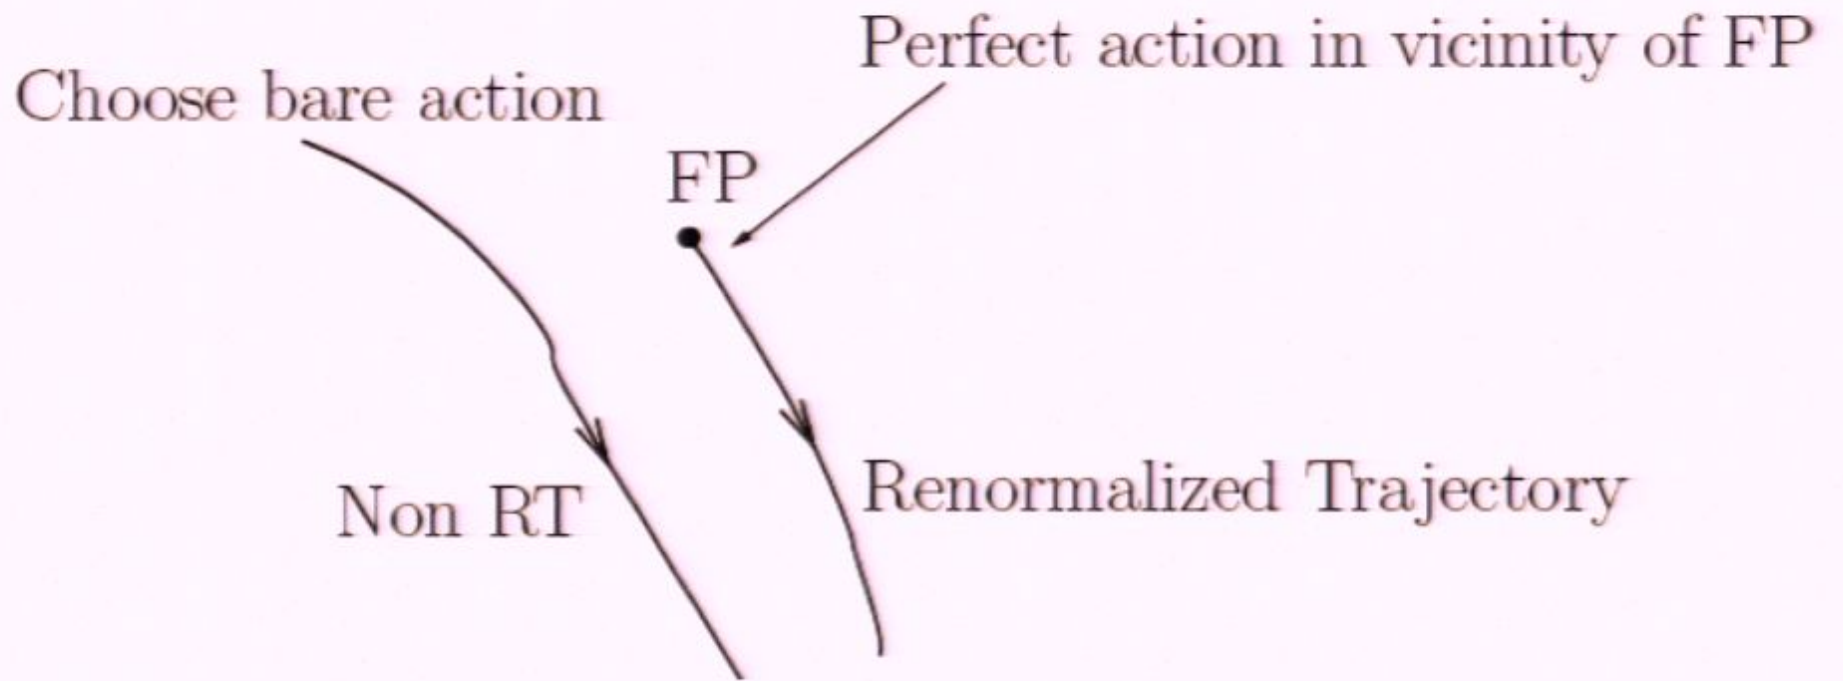 Perfect action in vicinity of FP
Choose bare action
FP
Renormalized Trajectory
Non RT